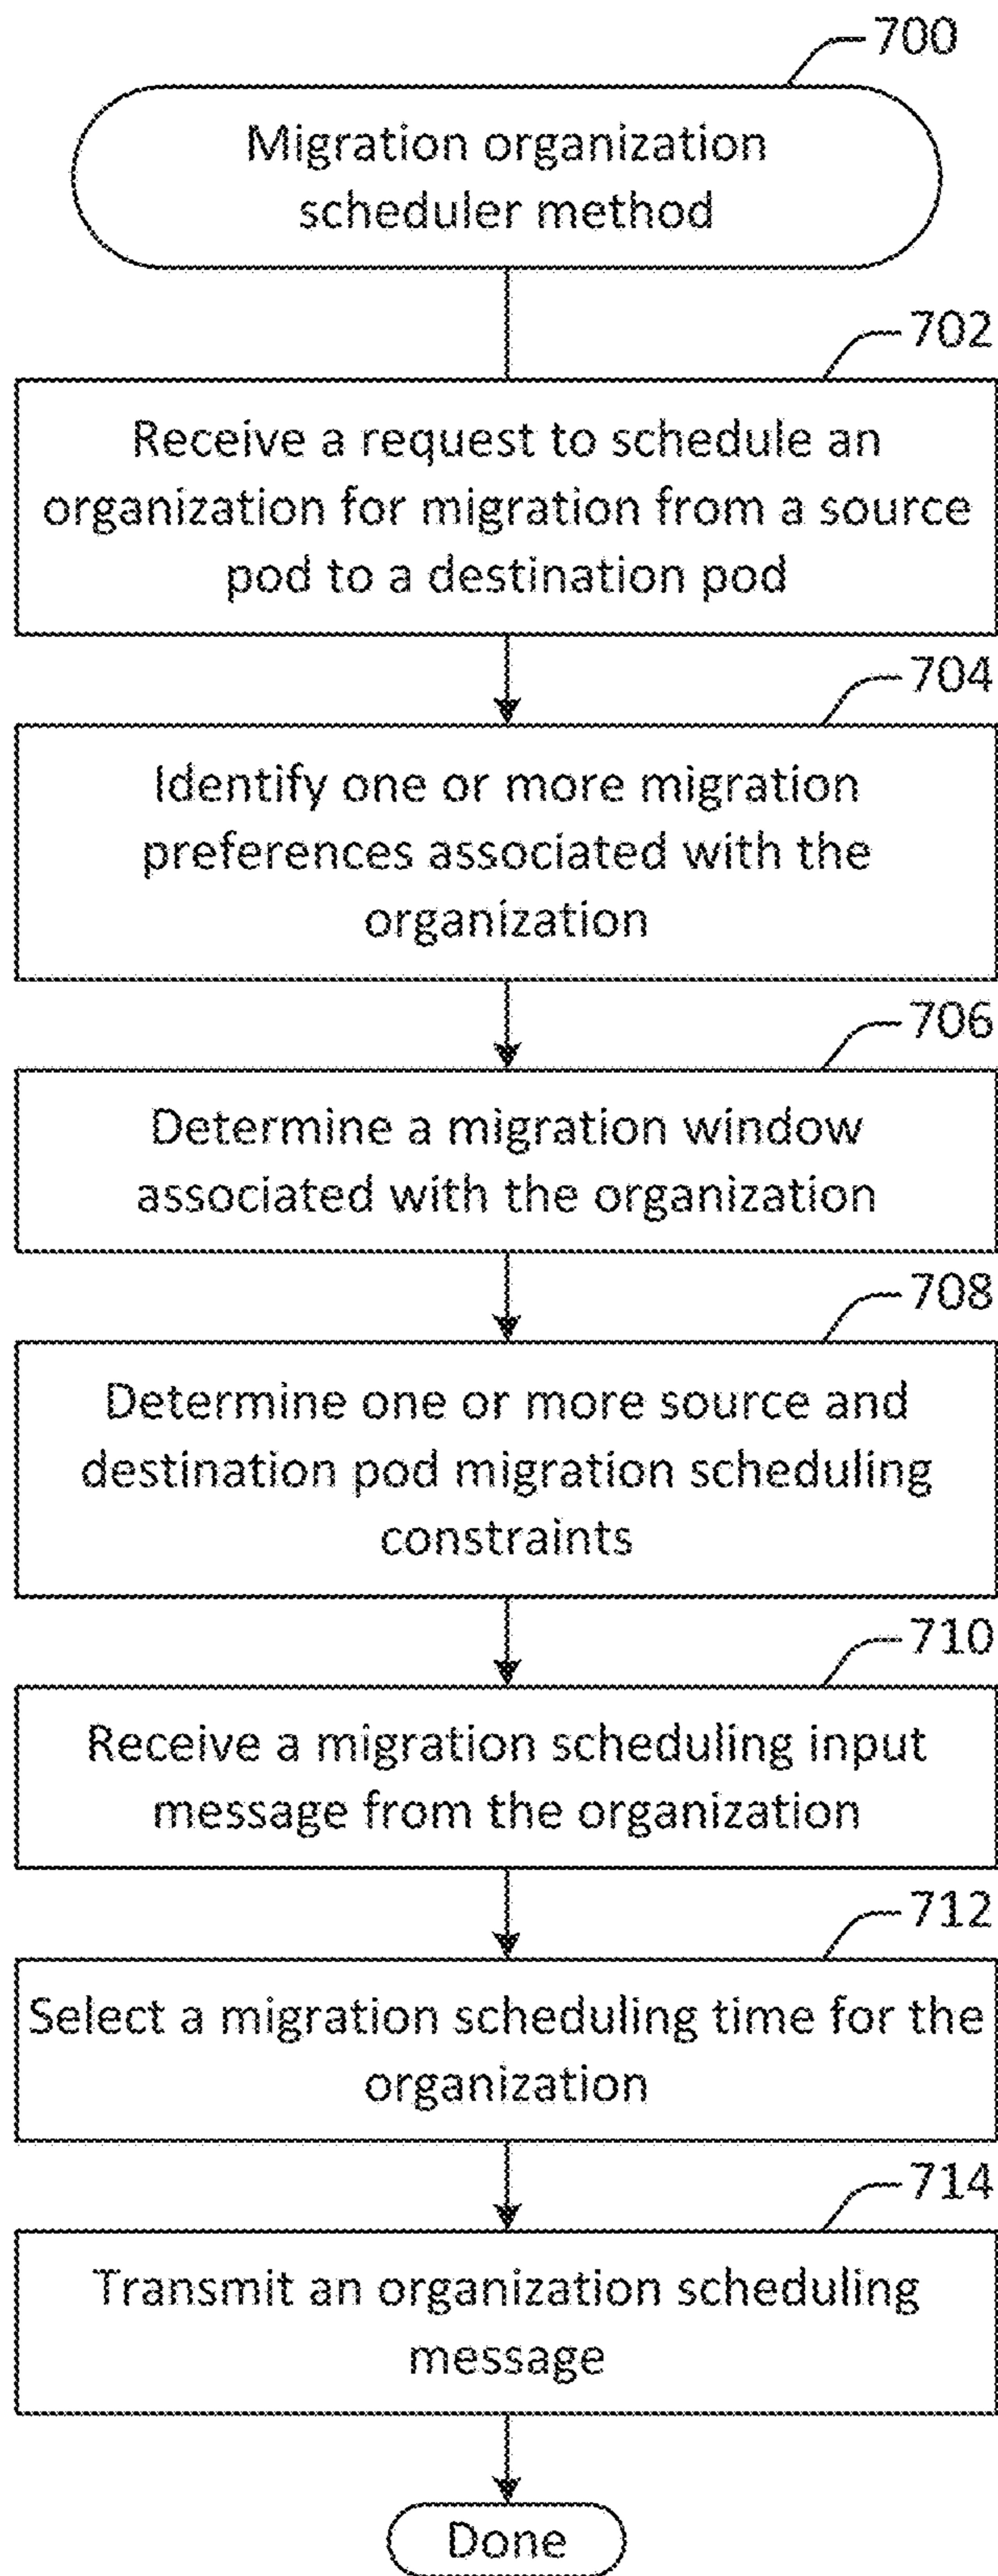 700
Migration organization
scheduler method
702
Receive a request to schedule an
organization for migration from a source
pod to a destination pod
704
Identify one or more migration
preferences associated with the
organization
706
Determine a migration window
associated with the organization
708
Determine one or more source and
destination pod migration scheduling
constraints
710
Receive a migration scheduling input
message from the organization
712
Select a migration scheduling time for the
organization
714
Transmit an organization scheduling
message
Done